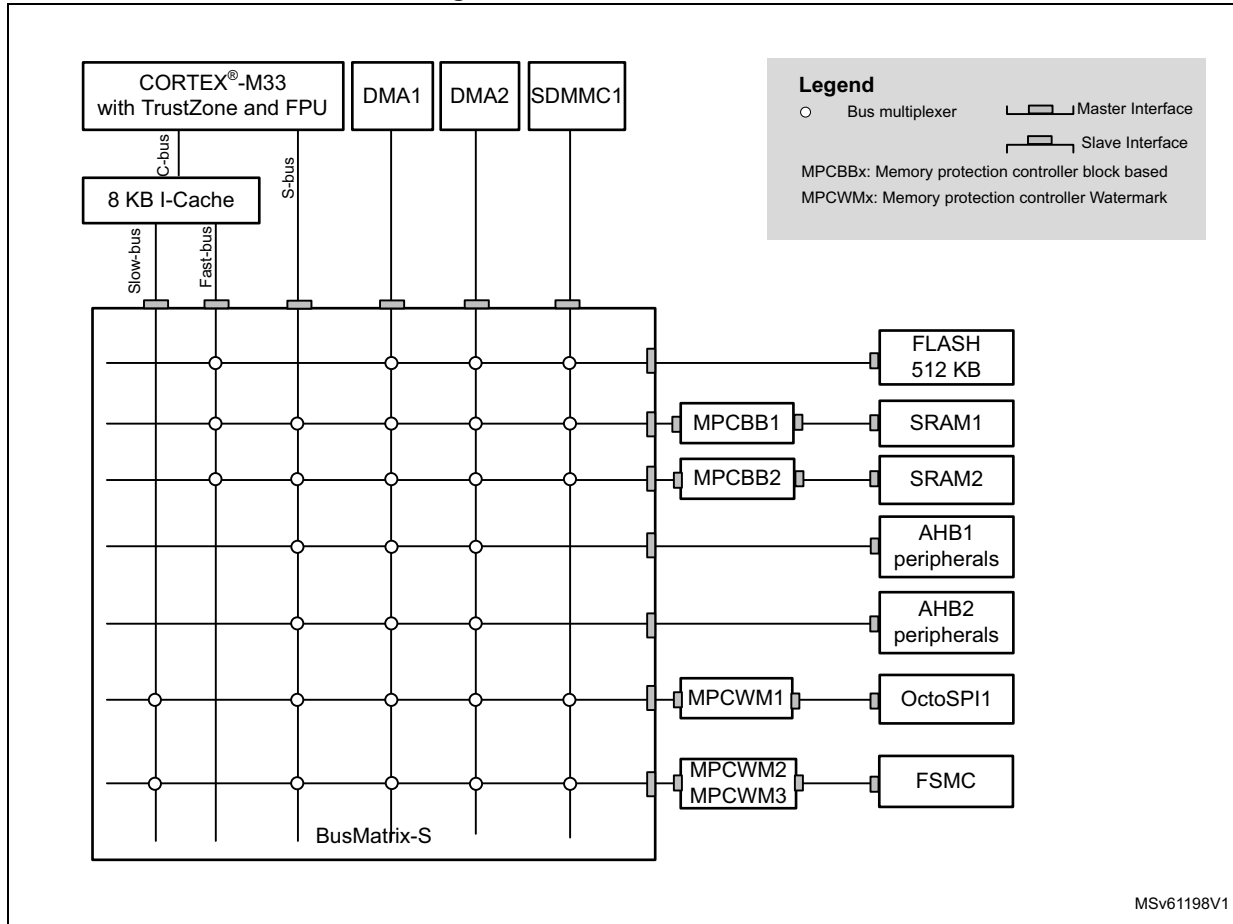 CORTEX®-M33
with TrustZone and FPU
DMA1
DMA2
SDMMC1
Legend
Bus multiplexer
Master Interface
Slave Interface
MPCBBx: Memory protection controller block based
MPCWMx: Memory protection controller Watermark
C-bus
S-bus
8 KB I-Cache
Slow-bus
Fast-bus
FLASH
512 KB
MPCBB1
SRAM1
MPCBB2
SRAM2
AHB1
peripherals
AHB2
peripherals
MPCWM1
OctoSPI1
MPCWM2
MPCWM3
FSMC
BusMatrix-S
MSv61198V1